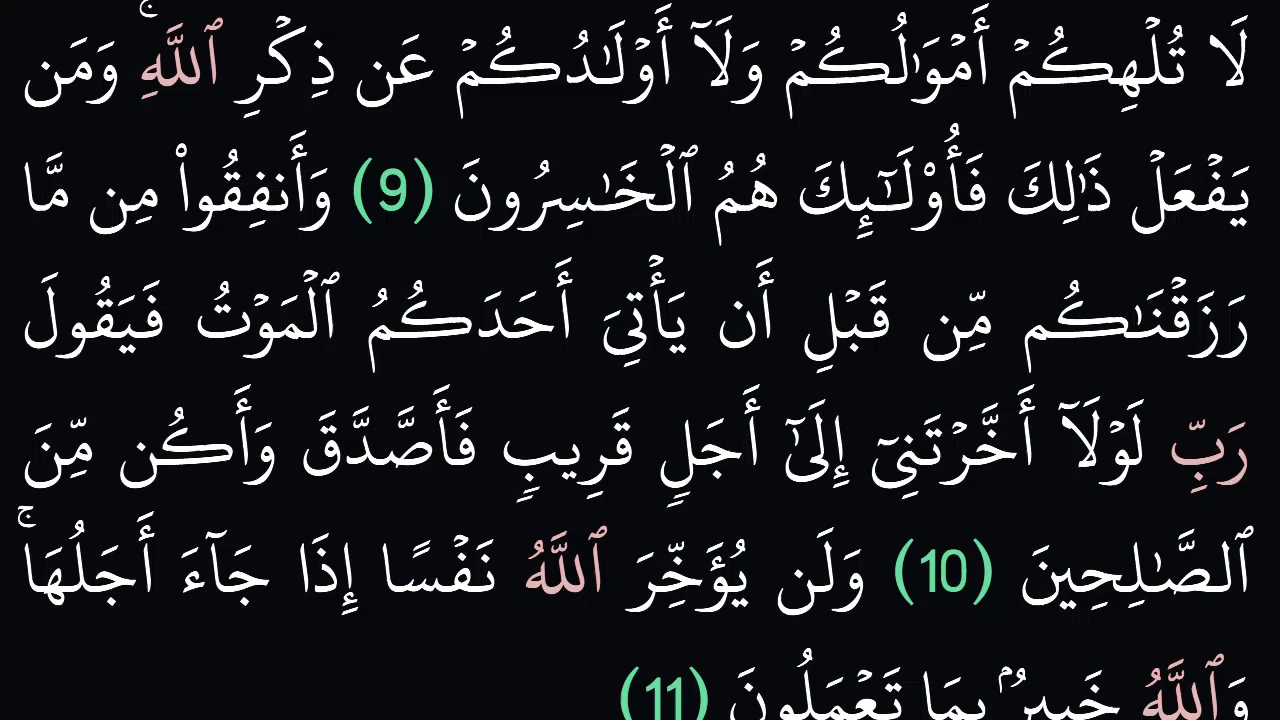 لَا تُلۡهِكُمۡ أَمۡوَٰلُكُمۡ وَلَآ أَوۡلَـٰدُكُمۡ عَن ذِكۡرِ ٱللَّهِۚ وَمَن
يَفۡعَلۡ ذَٰلِكَ فَأُوْلَـٰٓئِكَ هُمُ ٱلۡخَـٰسِرُونَ (9) وَأَنفِقُواْ مِن مَّا
رَزَقۡنَـٰكُم مِّن قَبۡلِ أَن يَأۡتِيَ أَحَدَكُمُ ٱلۡمَوۡتُ فَيَقُولَ
رَبِّ لَوۡلَآ أَخَّرۡتَنِيٓ إِلَىٰٓ أَجَلٍ قَرِيبٍ فَأَصَّدَّقَ وَأَكُن مِّنَ
ٱلصَّـٰلِحِينَ (10) وَلَن يُؤَخِّرَ ٱللَّهُ نَفۡسًا إِذَا جَآءَ أَجَلُهَاۚ
وَٱللَّهُ خَبِيرُۢ بِمَا تَعۡمَلُونَ (11)